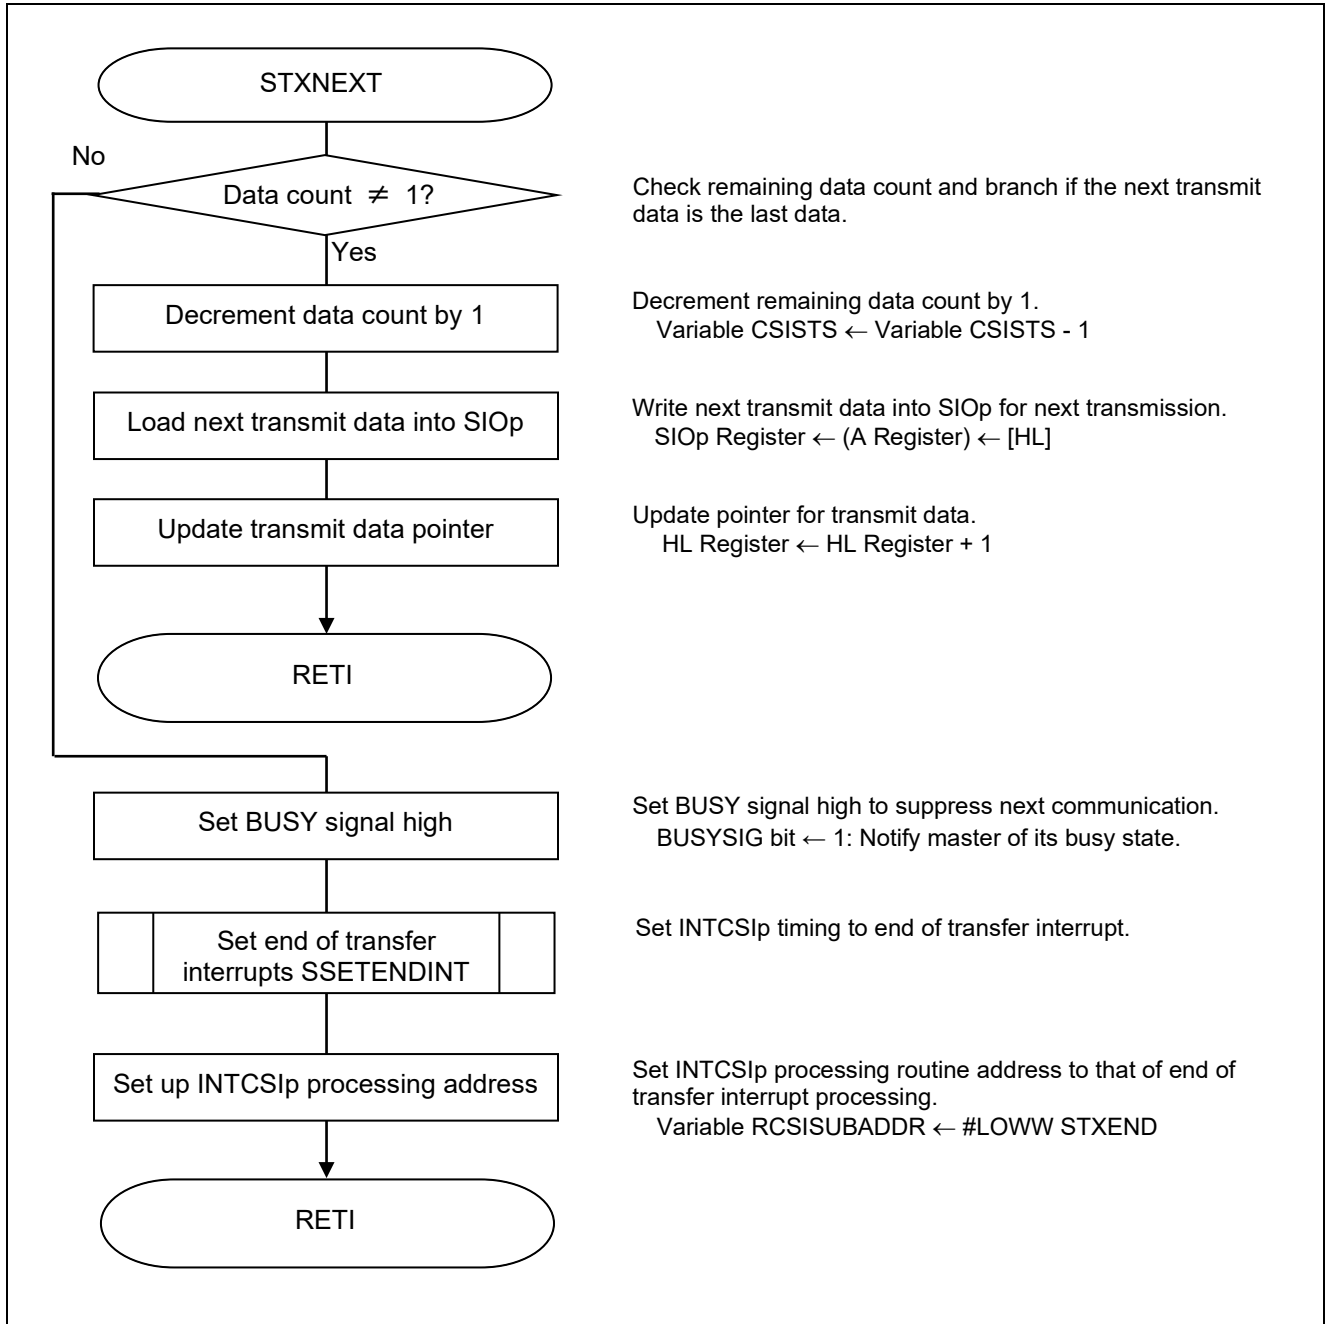 STXNEXT
No
Data count ≠ 1?
Check remaining data count and branch if the next transmit
data is the last data.
Yes
Decrement data count by 1
Decrement remaining data count by 1.
Variable CSISTS ← Variable CSISTS - 1
Load next transmit data into SIOp
Write next transmit data into SIOp for next transmission.
SIOp Register ← (A Register) ← [HL]
Update transmit data pointer
Update pointer for transmit data.
HL Register ← HL Register + 1
RETI
Set BUSY signal high
Set BUSY signal high to suppress next communication.
BUSYSIG bit ← 1: Notify master of its busy state.
Set end of transfer
interrupts SSETENDINT
Set INTCSIp timing to end of transfer interrupt.
Set up INTCSIp processing address
Set INTCSIp processing routine address to that of end of
transfer interrupt processing.
Variable RCSISUBADDR ← #LOWW STXEND
RETI